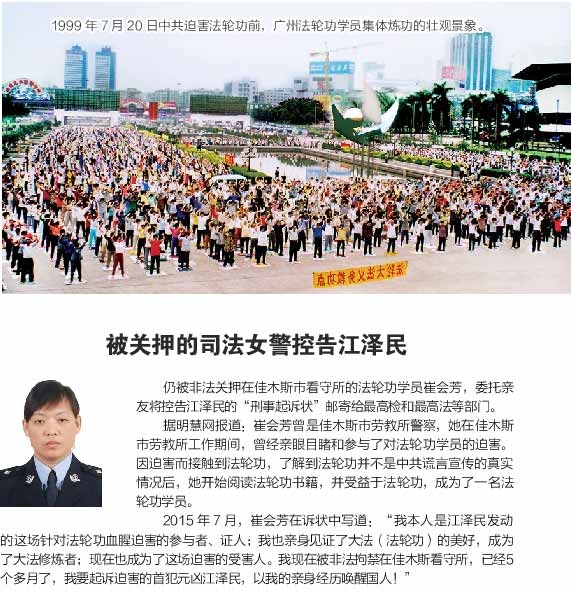 1999 年 7 月 20 日中共迫害法轮功前，广州法轮功学员集体炼功的壮观景象。
法轮大法义务教功点
被关押的司法女警控告江泽民
仍被非法关押在佳木斯市看守所的法轮功学员崔会芳，委托亲
友将控告江泽民的“刑事起诉状”邮寄给最高检和最高法等部门。
据明慧网报道：崔会芳曾是佳木斯市劳教所警察，她在佳木斯
市劳教所工作期间，曾经亲眼目睹和参与了对法轮功学员的迫害。
因迫害而接触到法轮功，了解到法轮功并不是中共谎言宣传的真实
情况后，她开始阅读法轮功书籍，并受益于法轮功，成为了一名法
轮功学员。
2015 年 7 月，崔会芳在诉状中写道：“我本人是江泽民发动
的这场针对法轮功血腥迫害的参与者、证人；我也亲身见证了大法（法轮功）的美好，成为
了大法修炼者；现在也成为了这场迫害的受害人。我现在被非法拘禁在佳木斯看守所，已经5
个多月了，我要起诉迫害的首犯元凶江泽民，以我的亲身经历唤醒国人！”